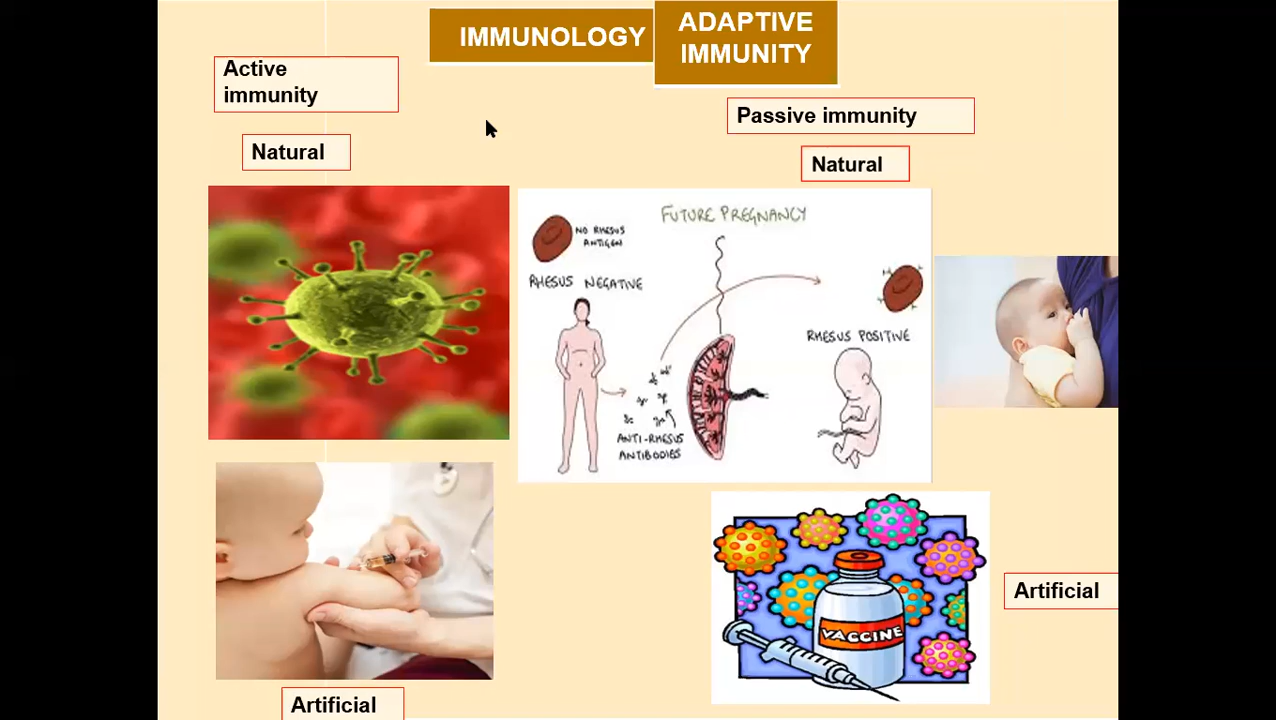 IMMUNOLOGY
ADAPTIVE
IMMUNITY
Active
immunity
Passive immunity
Natural
Natural
FUTURE PREGNANCY
NO RHESUS
ANTIGEN
RHESUS NEGATIVE
RHESUS POSITIVE
ANTI-RHESUS
ANTIBODIES
VACCINE
Artificial
Artificial